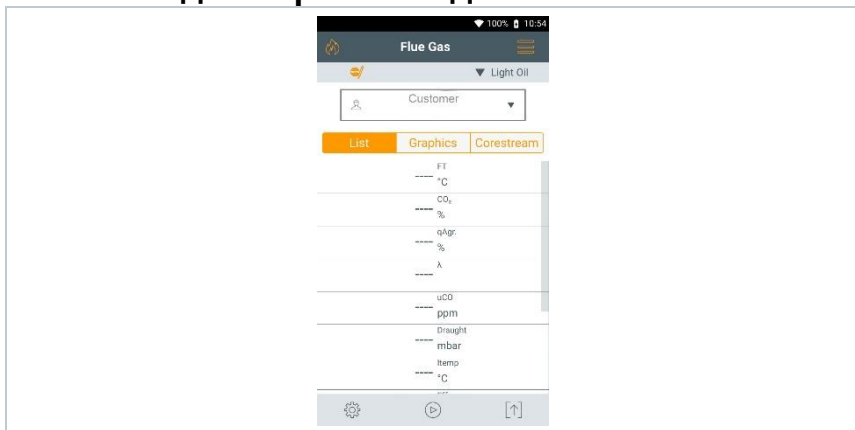 100% 10:54
Flue Gas
Light Oil
Customer
List Graphics Corestream
---- FT °C
---- CO₂ %
---- qAgr. %
---- λ
---- uCO ppm
---- Draught mbar
---- Itemp °C